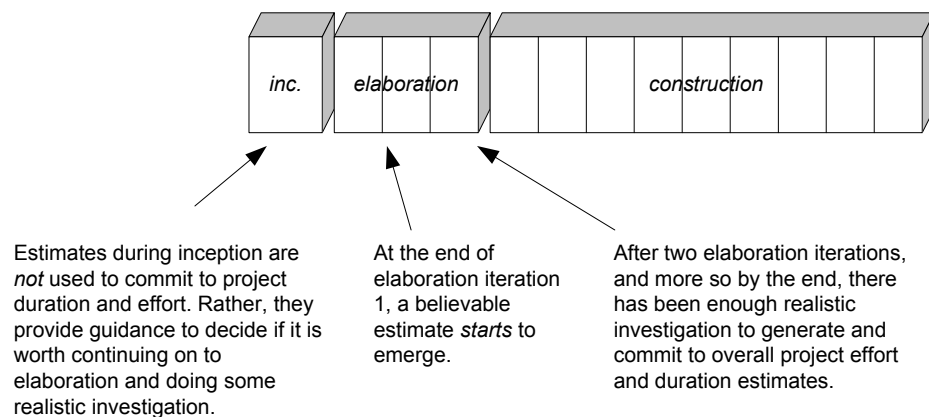 inc.
elaboration
construction
Estimates during inception are
not used to commit to project
duration and effort. Rather, they
provide guidance to decide if it is
worth continuing on to
elaboration and doing some
realistic investigation.
At the end of
elaboration iteration
1, a believable
estimate starts to
emerge.
After two elaboration iterations,
and more so by the end, there
has been enough realistic
investigation to generate and
commit to overall project effort
and duration estimates.